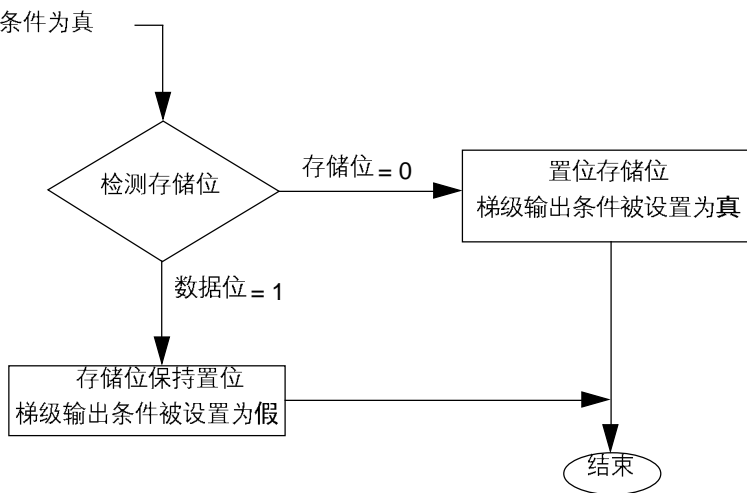 条件为真
检测存储位
存储位 = 0
置位存储位
梯级输出条件被设置为真
数据位 = 1
存储位保持置位
梯级输出条件被设置为假
结束